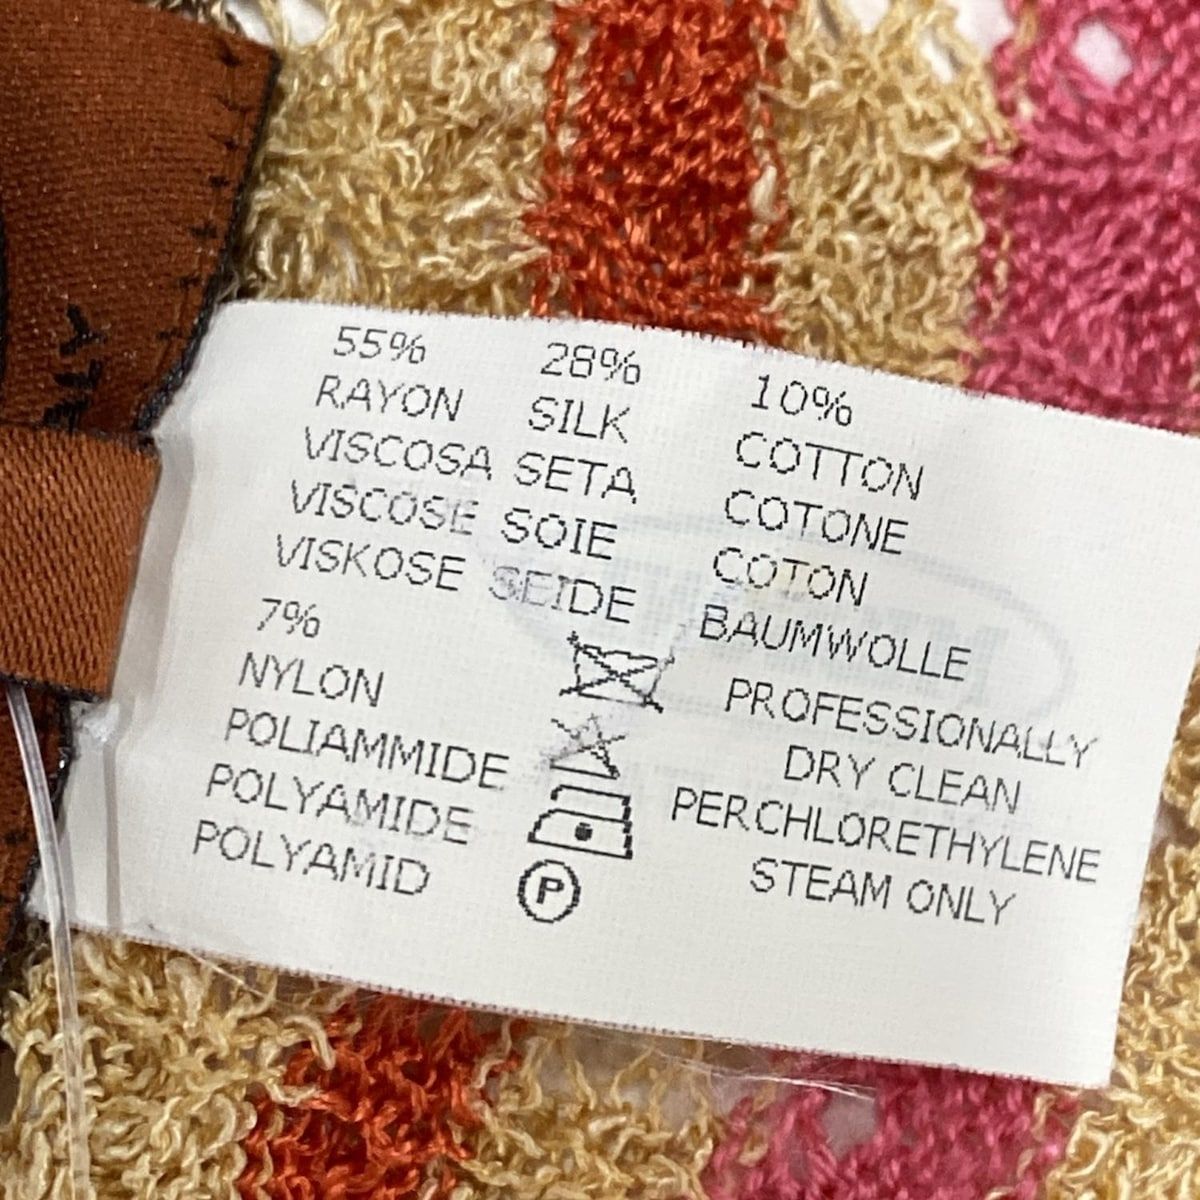 ALY
55%
RAYON
VISCOSA
VISCOSE
VISKOSE
28%
SILK
SETA
SOIE
SEIDE
10%
COTTON
COTONE
COTON
BAUMWOLLE
7%
NYLON
POLIAMMIDE
POLYAMIDE
POLYAMID
P
PROFESSIONALLY
DRY CLEAN
PERCHLORETHYLENE
STEAM ONLY